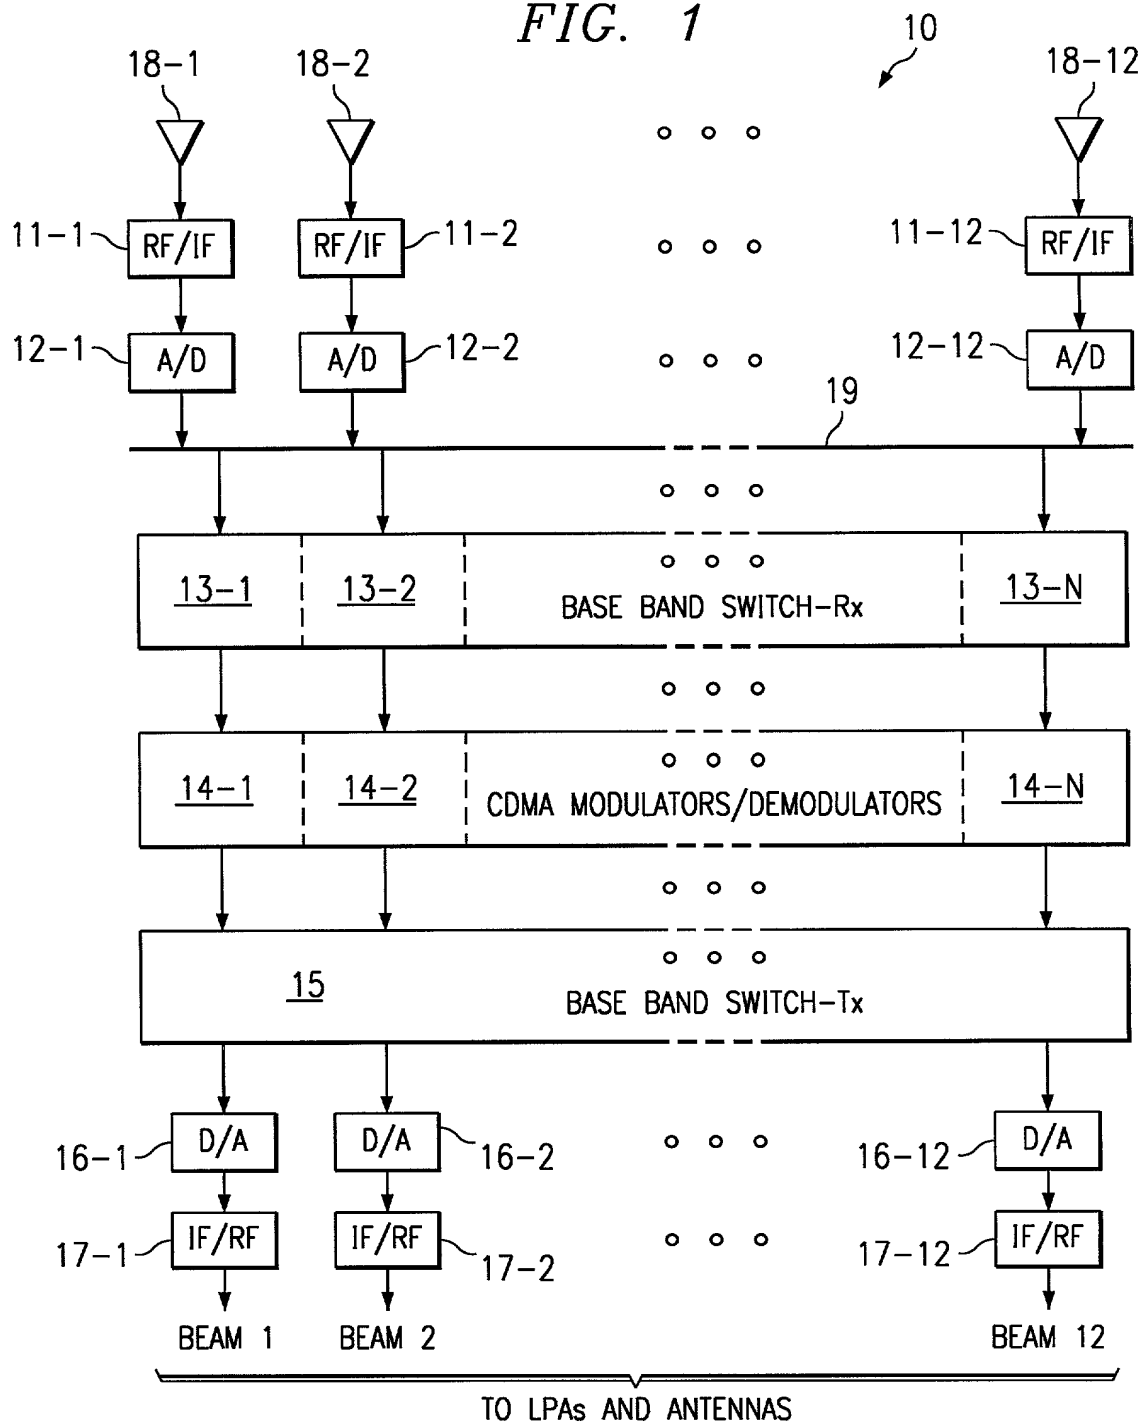 FIG. 1
10
18-1 18-2 18-12
11-1 RF/IF RF/IF 11-2 11-12 RF/IF
12-1 A/D A/D 12-2 12-12 A/D
19
13-1 13-2 13-N
BASE BAND SWITCH-Rx
14-1 14-2 14-N
CDMA MODULATORS/DEMODULATORS
15
BASE BAND SWITCH-Tx
16-1 D/A D/A 16-2 16-12 D/A
17-1 IF/RF IF/RF 17-2 17-12 IF/RF
BEAM 1 BEAM 2 BEAM 12
TO LPAs AND ANTENNAS